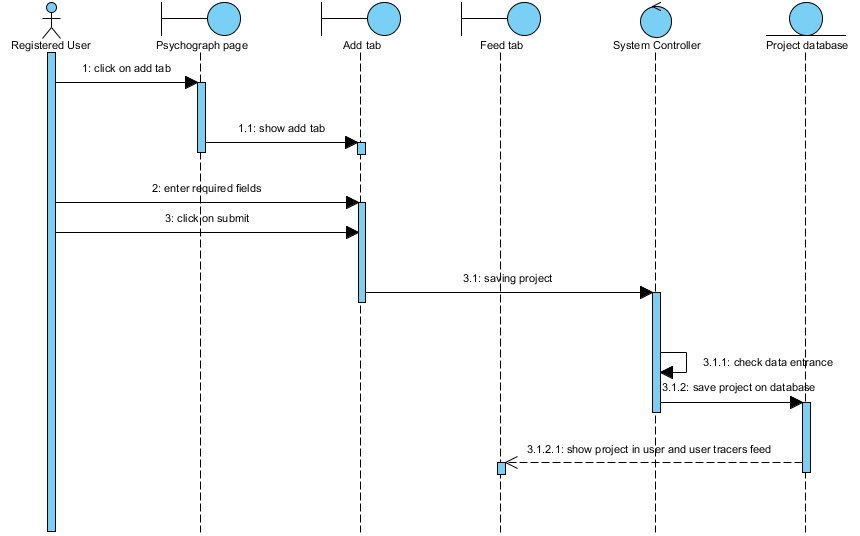 Registered User
Psychograph page
Add tab
Feed tab
System Controller
Project database
1: click on add tab
1.1: show add tab
2: enter required fields
3: click on submit
3.1: saving project
3.1.1: check data entrance
3.1.2: save project on database
3.1.2.1: show project in user and user tracers feed